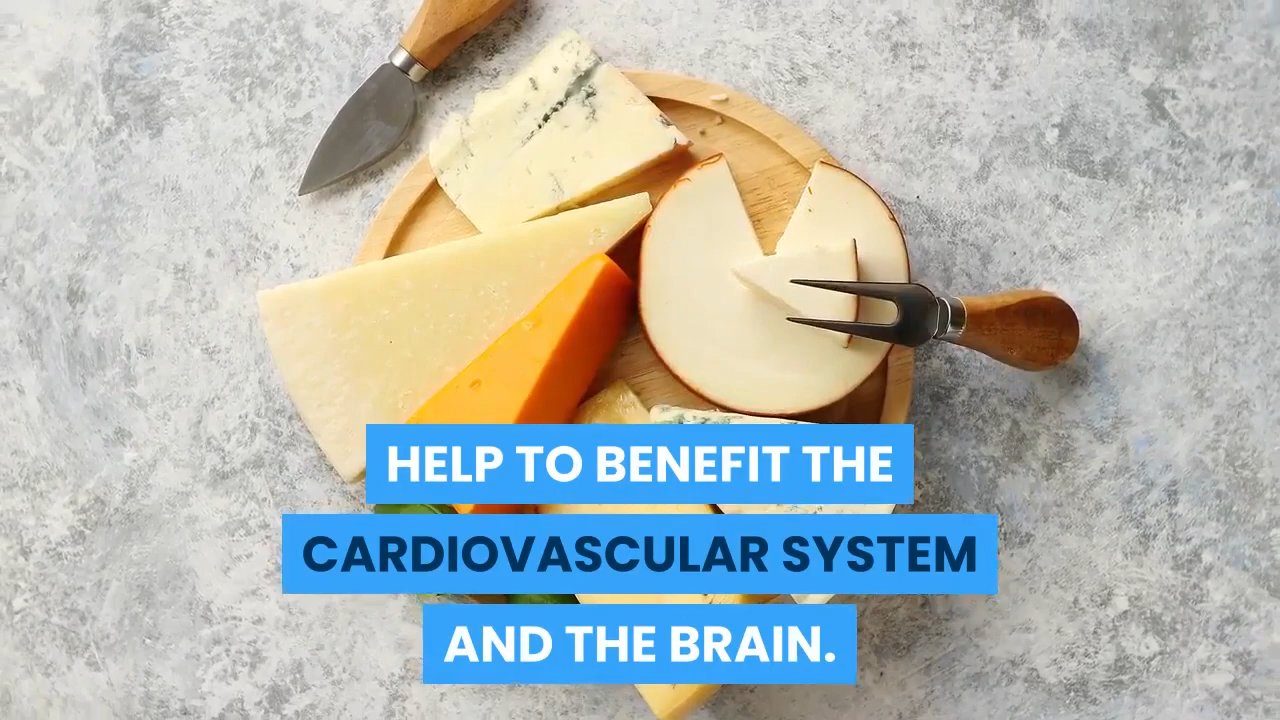 HELP TO BENEFIT THE
CARDIOVASCULAR SYSTEM
AND THE BRAIN.